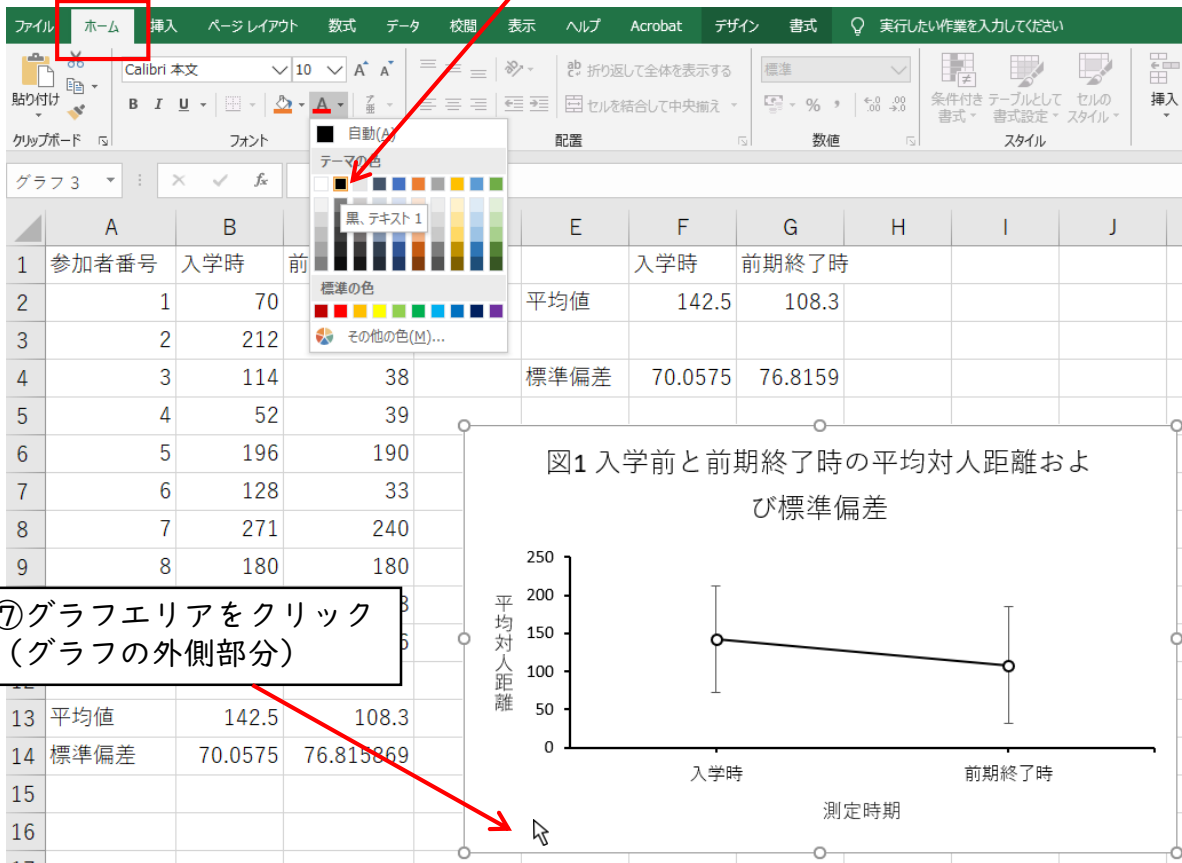 ファイル ホーム 挿入 ページ レイアウト 数式 データ 校閲 表示 ヘルプ Acrobat デザイン 書式 実行したい作業を入力してください
Calibri 本文 10 A A ab 折り返して全体を表示する 標準
貼り付け B I U A セルを結合して中央揃え % 条件付き書式 テーブルとして書式設定 セルのスタイル 挿入
クリップボード フォント 配置 数値 スタイル
自動(A)
テーマの色
黒、テキスト 1
標準の色
その他の色(M)...
グラフ 3 fx
A B E F G H I J
1 参加者番号 入学時 前 入学時 前期終了時
2 1 70 平均値 142.5 108.3
3 2 212
4 3 114 38 標準偏差 70.0575 76.8159
5 4 52 39
6 5 196 190
7 6 128 33
8 7 271 240
9 8 180 180
⑦グラフエリアをクリック
（グラフの外側部分）
13 平均値 142.5 108.3
14 標準偏差 70.0575 76.815869
15
16
図1 入学前と前期終了時の平均対人距離およ
び標準偏差
平均対人距離
250
200
150
100
50
0
入学時 前期終了時
測定時期